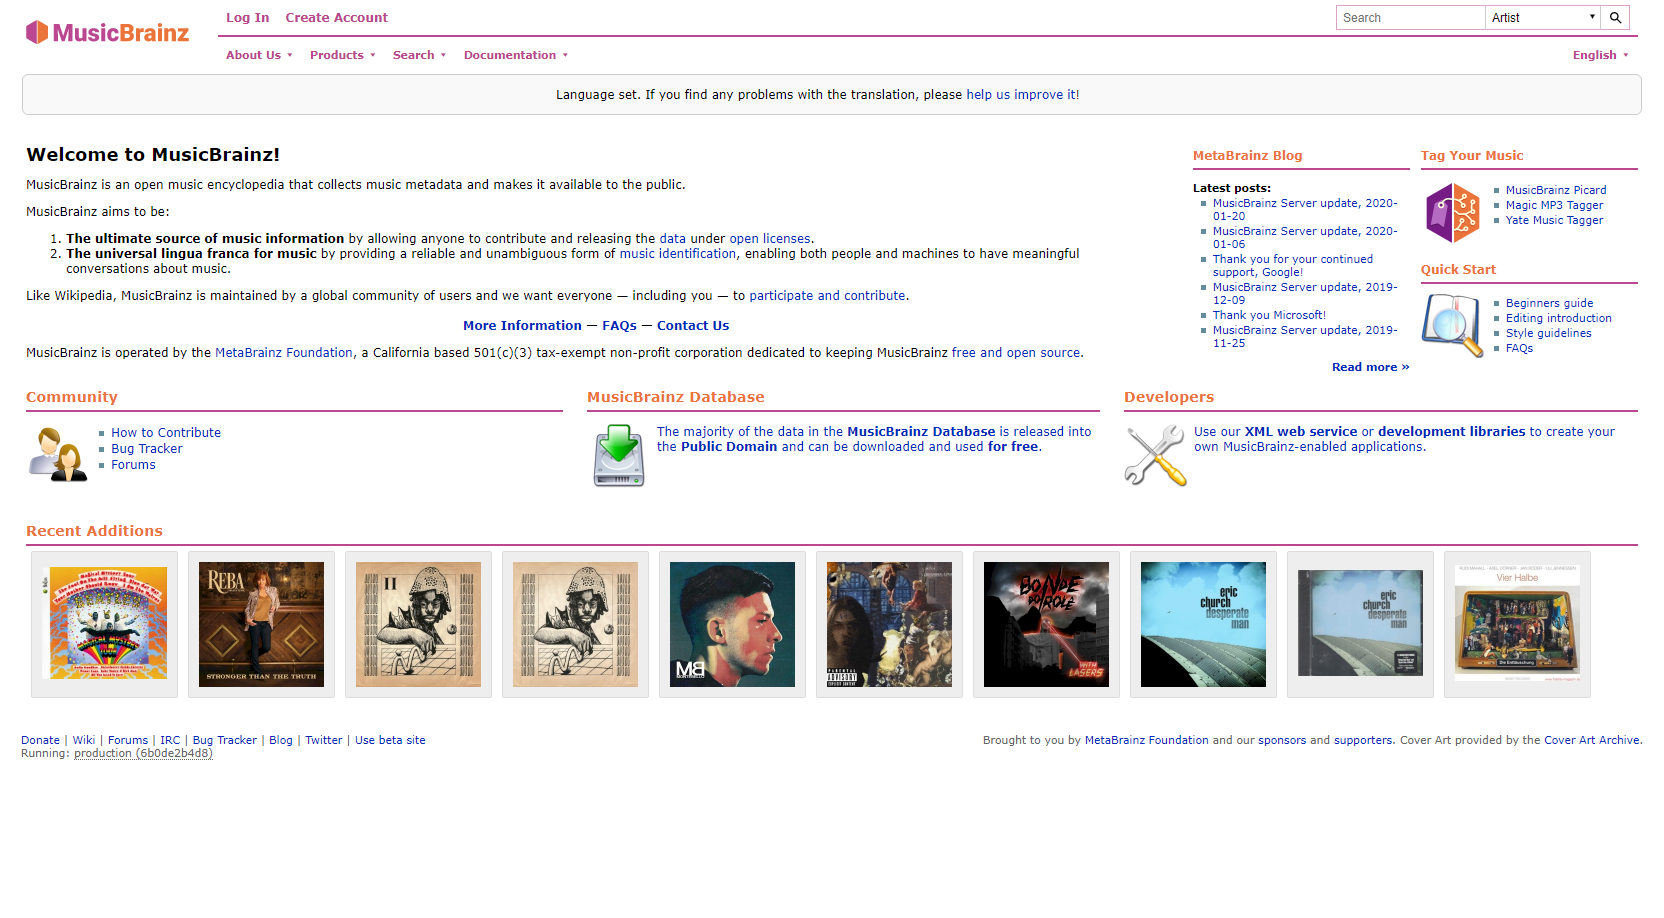 MusicBrainz
Log In Create Account
Search Artist
About Us Products Search Documentation
English
Language set. If you find any problems with the translation, please help us improve it!
Welcome to MusicBrainz!
MusicBrainz is an open music encyclopedia that collects music metadata and makes it available to the public.
MusicBrainz aims to be:
1. The ultimate source of music information by allowing anyone to contribute and releasing the data under open licenses.
2. The universal lingua franca for music by providing a reliable and unambiguous form of music identification, enabling both people and machines to have meaningful
conversations about music.
Like Wikipedia, MusicBrainz is maintained by a global community of users and we want everyone — including you — to participate and contribute.
More Information — FAQs — Contact Us
MusicBrainz is operated by the MetaBrainz Foundation, a California based 501(c)(3) tax-exempt non-profit corporation dedicated to keeping MusicBrainz free and open source.
MetaBrainz Blog
Latest posts:
MusicBrainz Server update, 2020-
01-20
MusicBrainz Server update, 2020-
01-06
Thank you for your continued
support, Google!
MusicBrainz Server update, 2019-
12-09
Thank you Microsoft!
MusicBrainz Server update, 2019-
11-25
Read more »
Tag Your Music
MusicBrainz Picard
Magic MP3 Tagger
Yate Music Tagger
Quick Start
Beginners guide
Editing introduction
Style guidelines
FAQs
Community
How to Contribute
Bug Tracker
Forums
MusicBrainz Database
The majority of the data in the MusicBrainz Database is released into
the Public Domain and can be downloaded and used for free.
Developers
Use our XML web service or development libraries to create your
own MusicBrainz-enabled applications.
Recent Additions
REBA
STRONGER THAN THE TRUTH
II
MB
PARENTAL
ADVISORY
EXPLICIT CONTENT
BONDE
DO ROLÊ
WITH
LASERS
eric
church
desperate
man
eric
church
desperate
man
Vier Halbe
Die Enttäuschung
Donate | Wiki | Forums | IRC | Bug Tracker | Blog | Twitter | Use beta site
Running: production (6b0de2b4d8)
Brought to you by MetaBrainz Foundation and our sponsors and supporters. Cover Art provided by the Cover Art Archive.